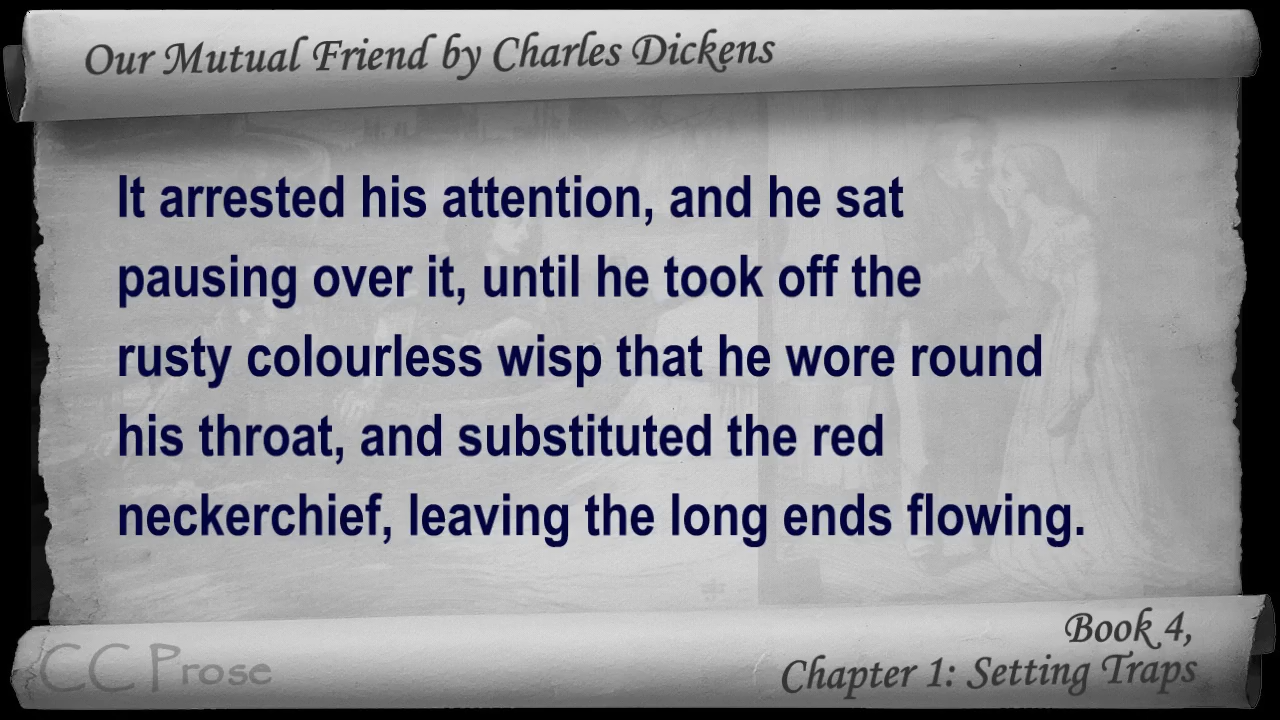 Our Mutual Friend by Charles Dickens
It arrested his attention, and he sat
pausing over it, until he took off the
rusty colourless wisp that he wore round
his throat, and substituted the red
neckerchief, leaving the long ends flowing.
Book 4,
Chapter 1: Setting Traps
CC Prose